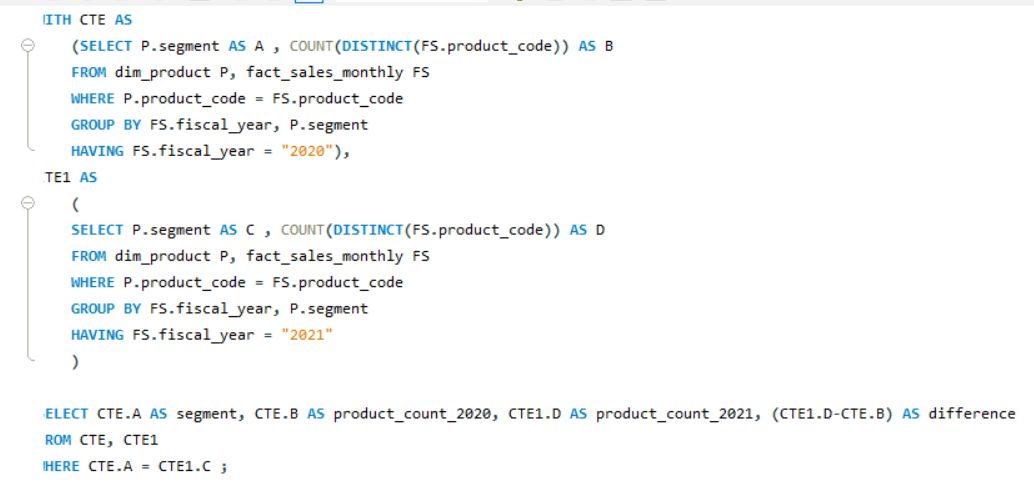 ITH CTE AS
(SELECT P.segment AS A , COUNT(DISTINCT(FS.product_code)) AS B
FROM dim_product P, fact_sales_monthly FS
WHERE P.product_code = FS.product_code
GROUP BY FS.fiscal_year, P.segment
HAVING FS.fiscal_year = "2020"),
TE1 AS
(
SELECT P.segment AS C , COUNT(DISTINCT(FS.product_code)) AS D
FROM dim_product P, fact_sales_monthly FS
WHERE P.product_code = FS.product_code
GROUP BY FS.fiscal_year, P.segment
HAVING FS.fiscal_year = "2021"
)
ELECT CTE.A AS segment, CTE.B AS product_count_2020, CTE1.D AS product_count_2021, (CTE1.D-CTE.B) AS difference
ROM CTE, CTE1
HERE CTE.A = CTE1.C ;